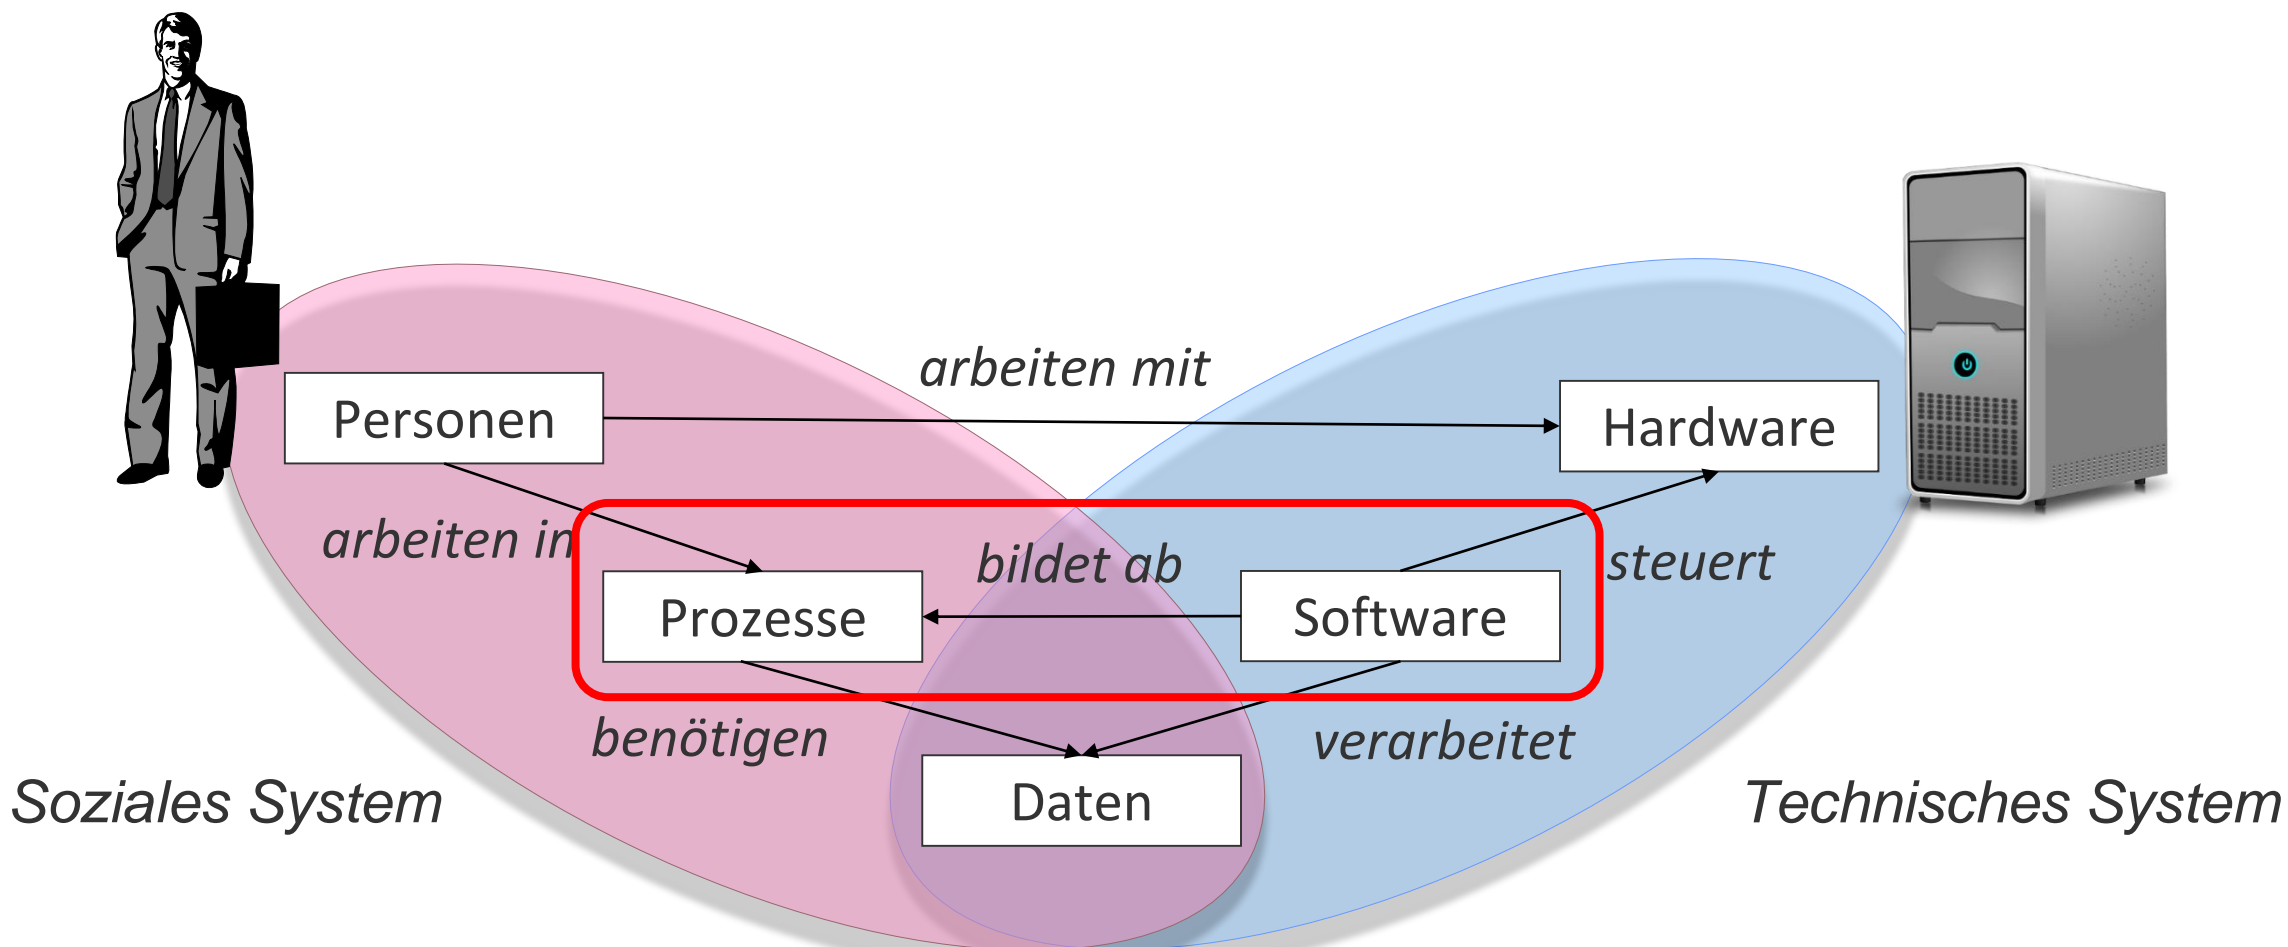 arbeiten mit
Personen
Hardware
arbeiten in
bildet ab
steuert
Prozesse
Software
benötigen
verarbeitet
Soziales System
Daten
Technisches System